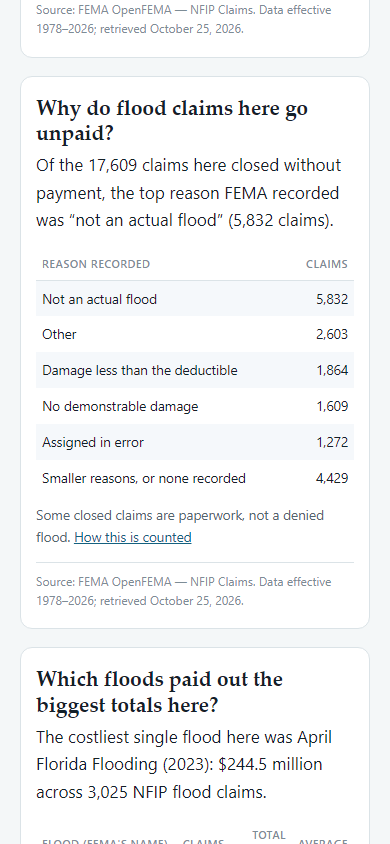 Source: FEMA OpenFEMA — NFIP Claims. Data effective
1978–2026; retrieved October 25, 2026.
Why do flood claims here go
unpaid?
Of the 17,609 claims here closed without
payment, the top reason FEMA recorded
was “not an actual flood” (5,832 claims).
REASON RECORDED CLAIMS
Not an actual flood 5,832
Other 2,603
Damage less than the deductible 1,864
No demonstrable damage 1,609
Assigned in error 1,272
Smaller reasons, or none recorded 4,429
Some closed claims are paperwork, not a denied
flood. How this is counted
Source: FEMA OpenFEMA — NFIP Claims. Data effective
1978–2026; retrieved October 25, 2026.
Which floods paid out the
biggest totals here?
The costliest single flood here was April
Florida Flooding (2023): $244.5 million
across 3,025 NFIP flood claims.
TOTAL
FLOOD (FEMA'S NAME) CLAIMS AVERAGE